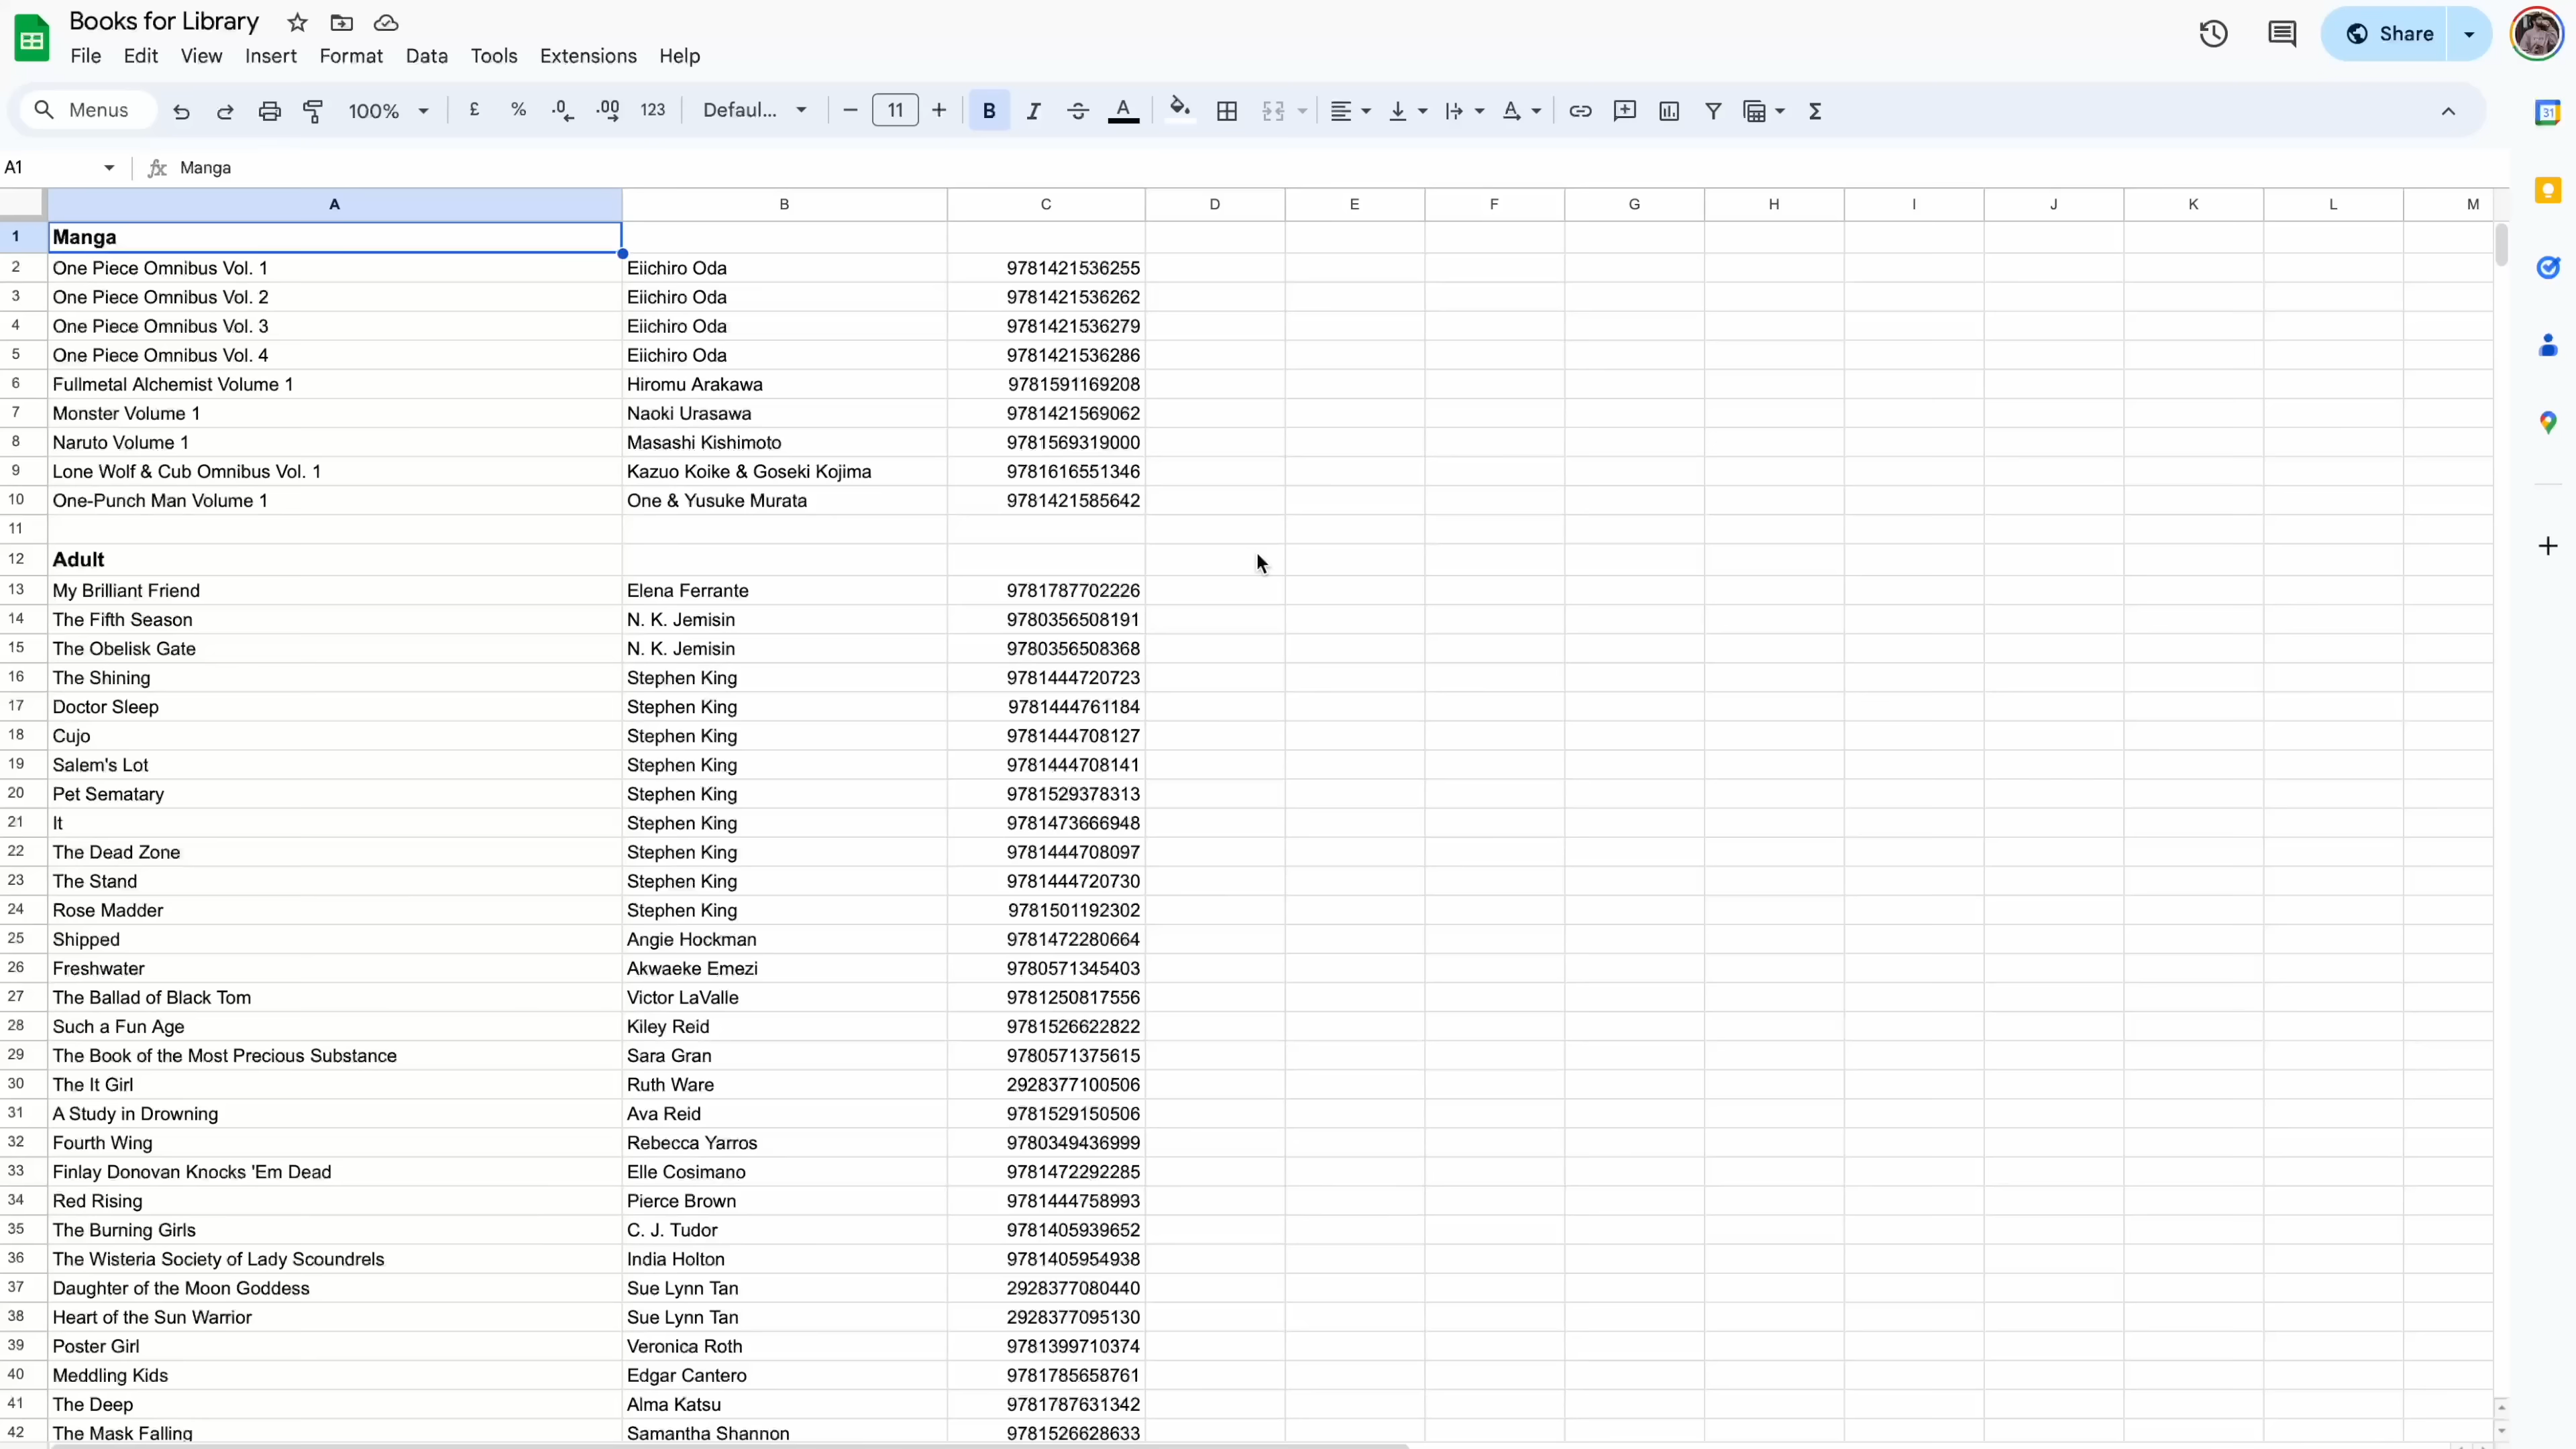 Books for Library
File Edit View Insert Format Data Tools Extensions Help
Share
Menus 100% £ % .0 .00 123 Defaul... 11 B I A Σ
31
A1 fx Manga
A B C D E F G H I J K L M
1 Manga
2 One Piece Omnibus Vol. 1 Eiichiro Oda 9781421536255
3 One Piece Omnibus Vol. 2 Eiichiro Oda 9781421536262
4 One Piece Omnibus Vol. 3 Eiichiro Oda 9781421536279
5 One Piece Omnibus Vol. 4 Eiichiro Oda 9781421536286
6 Fullmetal Alchemist Volume 1 Hiromu Arakawa 9781591169208
7 Monster Volume 1 Naoki Urasawa 9781421569062
8 Naruto Volume 1 Masashi Kishimoto 9781569319000
9 Lone Wolf & Cub Omnibus Vol. 1 Kazuo Koike & Goseki Kojima 9781616551346
10 One-Punch Man Volume 1 One & Yusuke Murata 9781421585642
11
12 Adult
13 My Brilliant Friend Elena Ferrante 9781787702226
14 The Fifth Season N. K. Jemisin 9780356508191
15 The Obelisk Gate N. K. Jemisin 9780356508368
16 The Shining Stephen King 9781444720723
17 Doctor Sleep Stephen King 9781444761184
18 Cujo Stephen King 9781444708127
19 Salem's Lot Stephen King 9781444708141
20 Pet Sematary Stephen King 9781529378313
21 It Stephen King 9781473666948
22 The Dead Zone Stephen King 9781444708097
23 The Stand Stephen King 9781444720730
24 Rose Madder Stephen King 9781501192302
25 Shipped Angie Hockman 9781472280664
26 Freshwater Akwaeke Emezi 9780571345403
27 The Ballad of Black Tom Victor LaValle 9781250817556
28 Such a Fun Age Kiley Reid 9781526622822
29 The Book of the Most Precious Substance Sara Gran 9780571375615
30 The It Girl Ruth Ware 2928377100506
31 A Study in Drowning Ava Reid 9781529150506
32 Fourth Wing Rebecca Yarros 9780349436999
33 Finlay Donovan Knocks 'Em Dead Elle Cosimano 9781472292285
34 Red Rising Pierce Brown 9781444758993
35 The Burning Girls C. J. Tudor 9781405939652
36 The Wisteria Society of Lady Scoundrels India Holton 9781405954938
37 Daughter of the Moon Goddess Sue Lynn Tan 2928377080440
38 Heart of the Sun Warrior Sue Lynn Tan 2928377095130
39 Poster Girl Veronica Roth 9781399710374
40 Meddling Kids Edgar Cantero 9781785658761
41 The Deep Alma Katsu 9781787631342
42 The Mask Falling Samantha Shannon 9781526628633